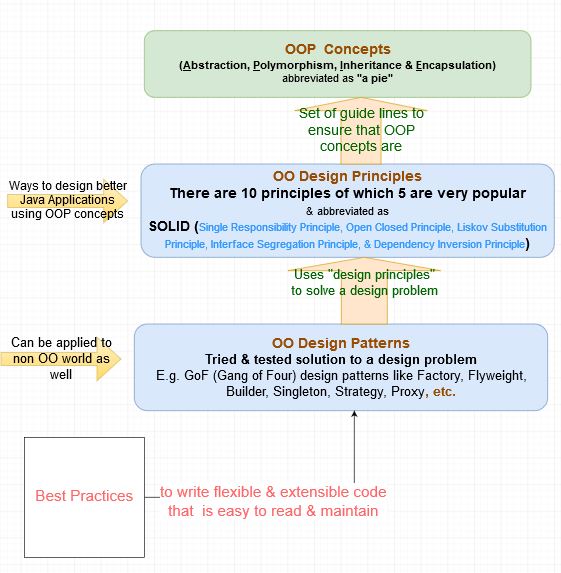 OOP Concepts
(Abstraction, Polymorphism, Inheritance & Encapsulation)
abbreviated as "a pie"
Set of guide lines to
ensure that OOP
concepts are
Ways to design better
Java Applications
using OOP concepts
OO Design Principles
There are 10 principles of which 5 are very popular
& abbreviated as
SOLID (Single Responsibility Principle, Open Closed Principle, Liskov Substitution
Principle, Interface Segregation Principle, & Dependency Inversion Principle)
Uses "design principles"
to solve a design problem
Can be applied to
non OO world as
well
OO Design Patterns
Tried & tested solution to a design problem
E.g. GoF (Gang of Four) design patterns like Factory, Flyweight,
Builder, Singleton, Strategy, Proxy, etc.
Best Practices
to write flexible & extensible code
that is easy to read & maintain